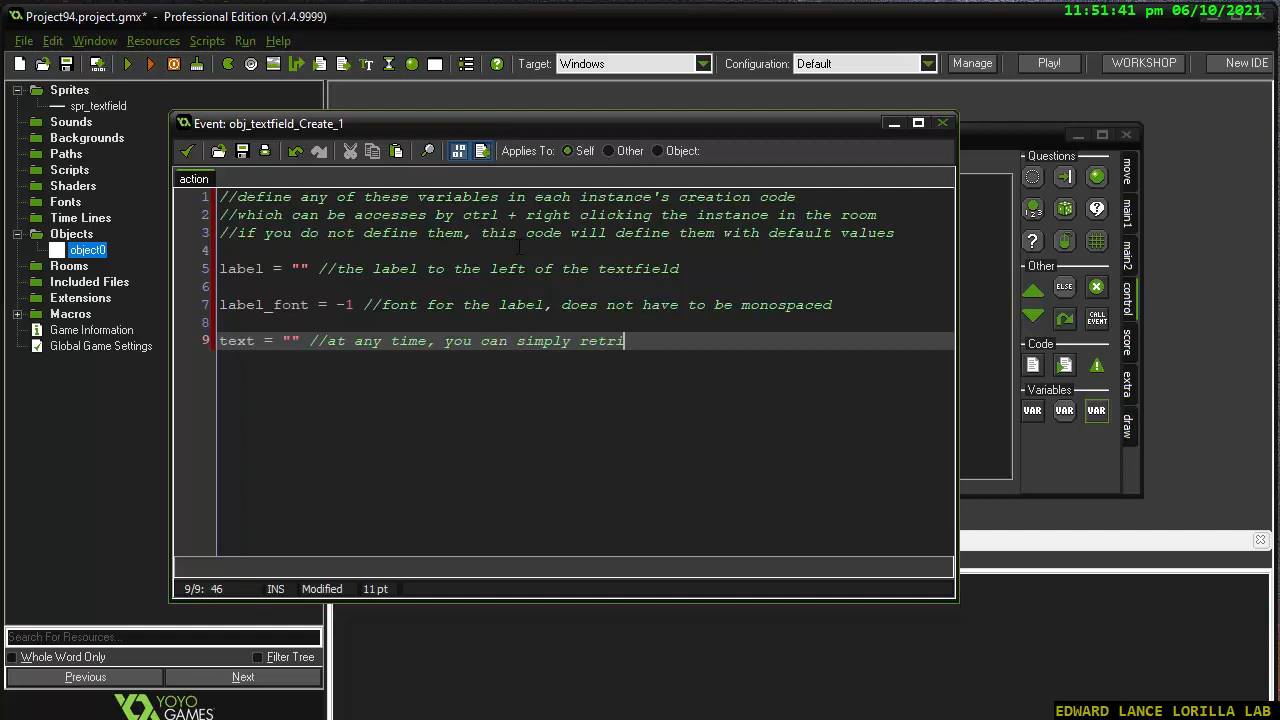 Project94.project.gmx* - Professional Edition (v1.4.9999)
11:51:41 pm 06/10/2021
File Edit Window Resources Scripts Run Help
Target: Windows Configuration: Default Manage Play! WORKSHOP New IDE
Sprites
spr_textfield
Sounds
Backgrounds
Paths
Scripts
Shaders
Fonts
Time Lines
Objects
object0
Rooms
Included Files
Extensions
Macros
Game Information
Global Game Settings
Event: obj_textfield_Create_1
Applies To: Self Other Object:
action
1 //define any of these variables in each instance's creation code
2 //which can be accesses by ctrl + right clicking the instance in the room
3 //if you do not define them, this code will define them with default values
4
5 label = "" //the label to the left of the textfield
6
7 label_font = -1 //font for the label, does not have to be monospaced
8
9 text = "" //at any time, you can simply retri
9/9: 46 INS Modified 11 pt
Questions
Other
ELSE
CALL EVENT
Code
Variables
VAR VAR VAR
move
main1
main2
control
score
extra
draw
Search For Resources...
Whole Word Only Filter Tree
Previous Next
YOYO GAMES™
EDWARD LANCE LORILLA LAB